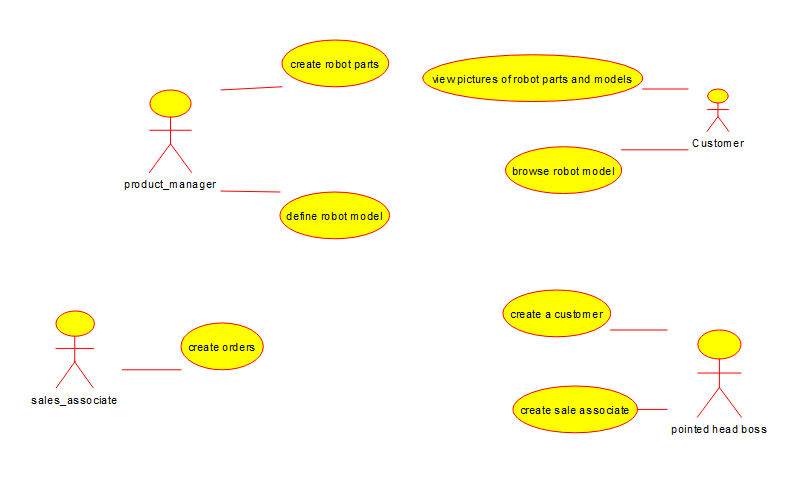 create robot parts
view pictures of robot parts and models
Customer
browse robot model
product_manager
define robot model
create a customer
create orders
sales_associate
create sale associate
pointed head boss